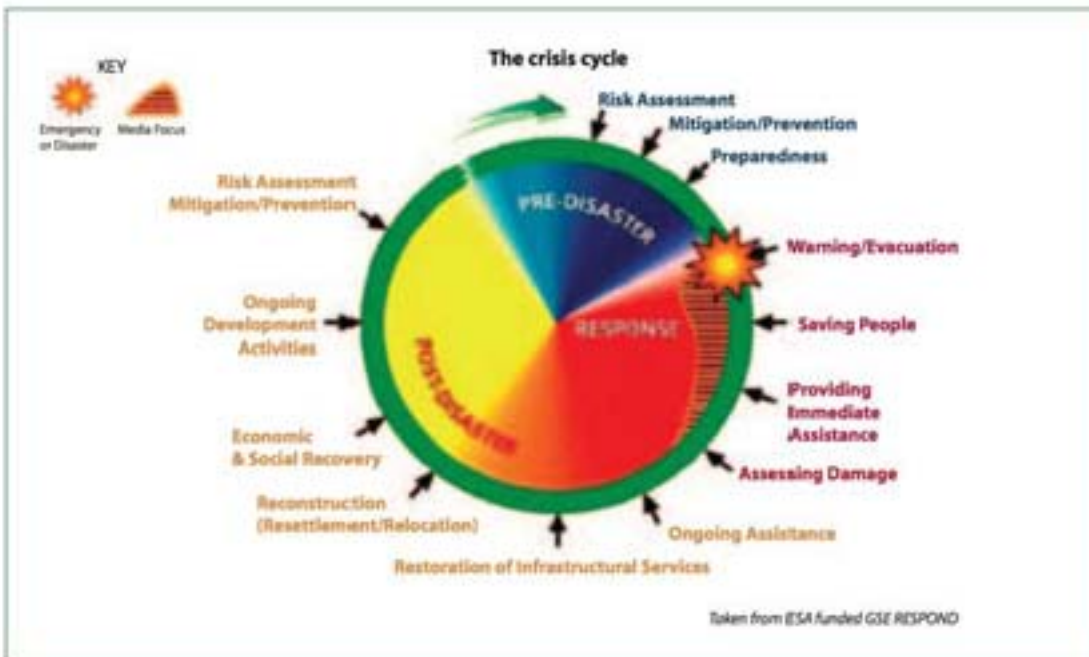 The crisis cycle
KEY
Emergency
or Disaster
Media Focus
Risk Assessment
Mitigation/Prevention
Preparedness
Warning/Evacuation
Saving People
Providing
Immediate
Assistance
Assessing Damage
Ongoing Assistance
Restoration of Infrastructural Services
Reconstruction
(Resettlement/Relocation)
Economic
& Social Recovery
Ongoing
Development
Activities
Risk Assessment
Mitigation/Prevention
PRE-DISASTER
RESPONSE
POST-DISASTER
Taken from ESA funded GSE RESPOND